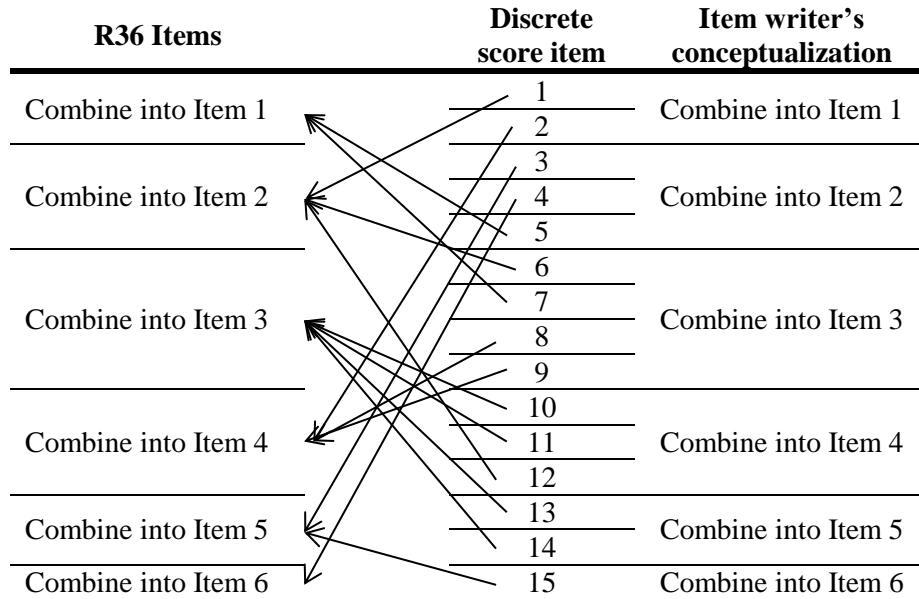 R36 Items
Discrete score item
Item writer's conceptualization
Combine into Item 1
1
Combine into Item 1
2
Combine into Item 2
3
4
Combine into Item 2
5
Combine into Item 3
6
7
Combine into Item 3
8
9
Combine into Item 4
10
11
Combine into Item 4
12
Combine into Item 5
13
Combine into Item 5
14
Combine into Item 6
15
Combine into Item 6